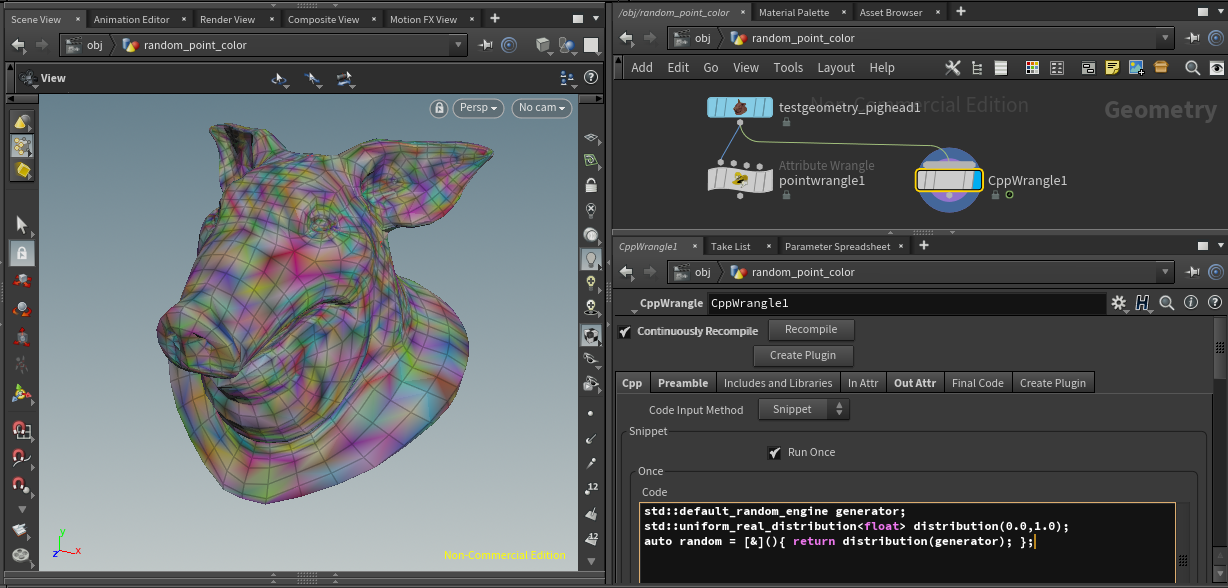 Scene View × Animation Editor × Render View × Composite View × Motion FX View × +
obj random_point_color
View
Persp No cam
y
z x
Non-Commercial Edition
12
12
/obj/random_point_color × Material Palette × Asset Browser × +
obj random_point_color
Add Edit Go View Tools Layout Help
Non-Commercial Edition
Geometry
testgeometry_pighead1
Attribute Wrangle
pointwrangle1
CppWrangle1
CppWrangle1 × Take List × Parameter Spreadsheet × +
obj random_point_color
CppWrangle CppWrangle1
Continuously Recompile Recompile
Create Plugin
Cpp Preamble Includes and Libraries In Attr Out Attr Final Code Create Plugin
Code Input Method Snippet
Snippet
Run Once
Once
Code
std::default_random_engine generator;
std::uniform_real_distribution<float> distribution(0.0,1.0);
auto random = [&](){ return distribution(generator); };